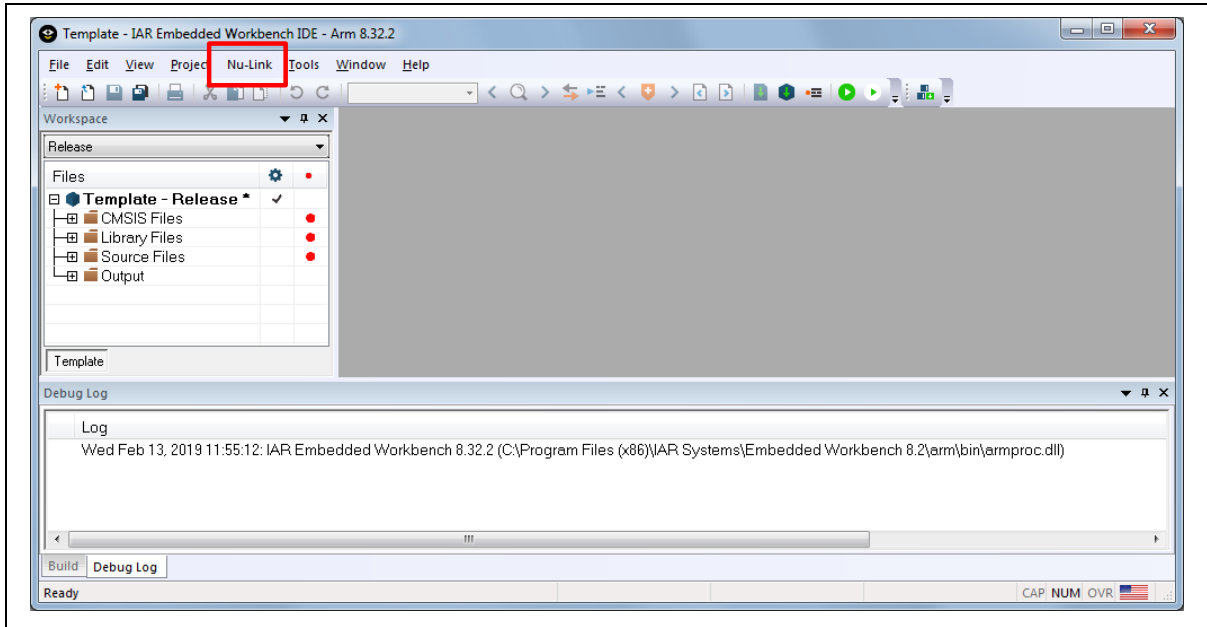 Template - IAR Embedded Workbench IDE - Arm 8.32.2
File Edit View Project Nu-Link Tools Window Help
Workspace
Release
Files
Template - Release *
CMSIS Files
Library Files
Source Files
Output
Template
Debug Log
Log
Wed Feb 13, 2019 11:55:12: IAR Embedded Workbench 8.32.2 (C:\Program Files (x86)\IAR Systems\Embedded Workbench 8.2\arm\bin\armproc.dll)
Build Debug Log
Ready CAP NUM OVR